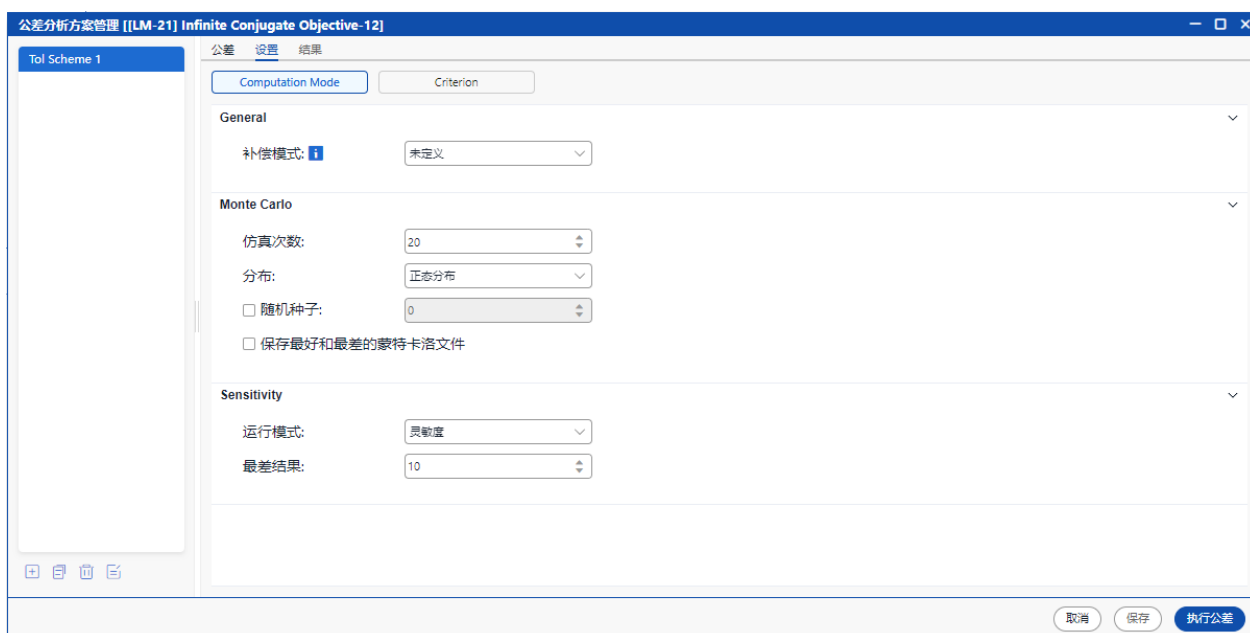 公差分析方案管理 [[LM-21] Infinite Conjugate Objective-12]
Tol Scheme 1
公差 设置 结果
Computation Mode Criterion
General
补偿模式: i 未定义
Monte Carlo
仿真次数: 20
分布: 正态分布
随机种子: 0
保存最好和最差的蒙特卡洛文件
Sensitivity
运行模式: 灵敏度
最差结果: 10
取消 保存 执行公差